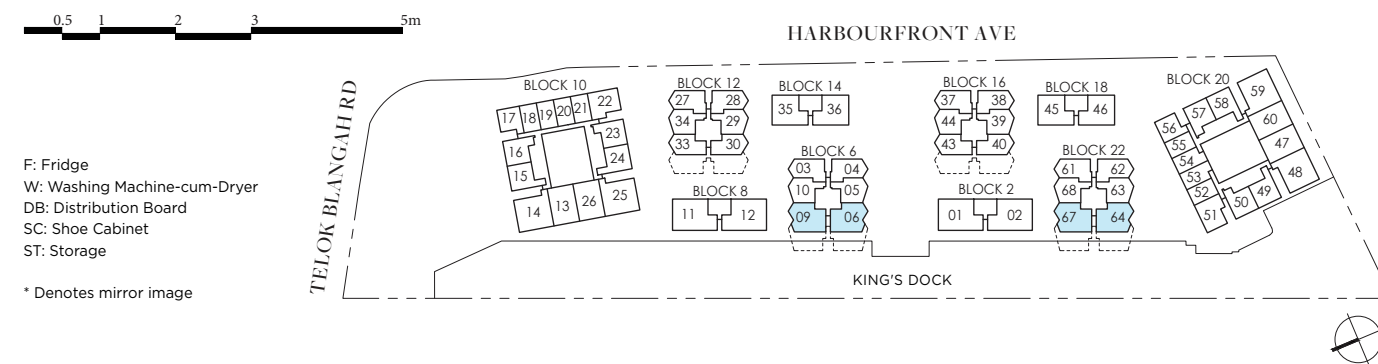 0.5 1 2 3 5m
HARBOURFRONT AVE
TELOK BLANGAH RD
F: Fridge
W: Washing Machine-cum-Dryer
DB: Distribution Board
SC: Shoe Cabinet
ST: Storage
* Denotes mirror image
BLOCK 10
17 18 19 20 21 22
16 23
15 24
14 13 26 25
BLOCK 12
27 28
34 29
33 30
BLOCK 14
35 36
BLOCK 16
37 38
44 39
43 40
BLOCK 18
45 46
BLOCK 20
59
58
57 60
56
55 47
54
53 48
52 49
51 50
BLOCK 8
11 12
BLOCK 6
03 04
10 05
09 06
BLOCK 2
01 02
BLOCK 22
61 62
68 63
67 64
KING'S DOCK